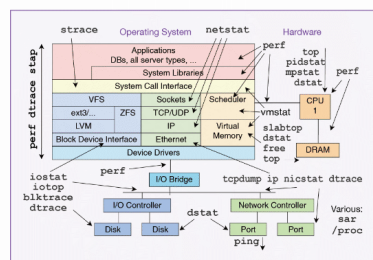 Operating System
Hardware
strace
netstat
perf
top
pidstat
mpstat
dstat
perf
Applications
DBs, all server types, ...
System Libraries
System Call Interface
VFS
Sockets
Scheduler
ext3/...
ZFS
TCP/UDP
LVM
IP
Virtual
Memory
Block Device Interface
Ethernet
Device Drivers
perf dtrace stap
vmstat
CPU
1
slabtop
dstat
free
top
DRAM
iostat
iotop
blktrace
dtrace
perf
I/O Bridge
tcpdump ip nicstat dtrace
I/O Controller
Network Controller
Disk
Disk
dstat
Port
Port
ping
Various:
sar
/proc